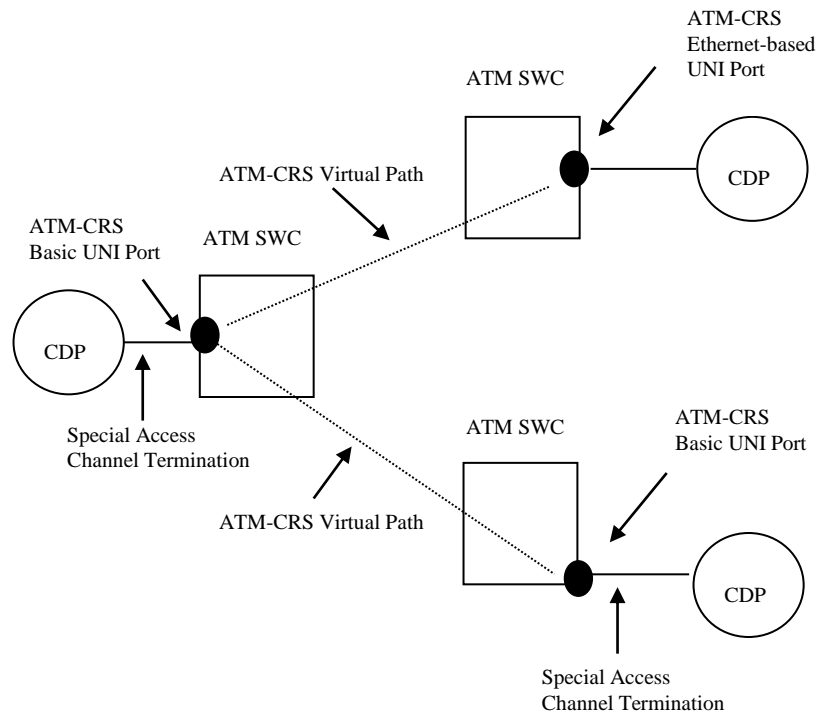 ATM-CRS
Ethernet-based
UNI Port
ATM SWC
CDP
ATM-CRS Virtual Path
ATM-CRS
Basic UNI Port
ATM SWC
CDP
Special Access
Channel Termination
ATM-CRS Virtual Path
ATM SWC
ATM-CRS
Basic UNI Port
CDP
Special Access
Channel Termination